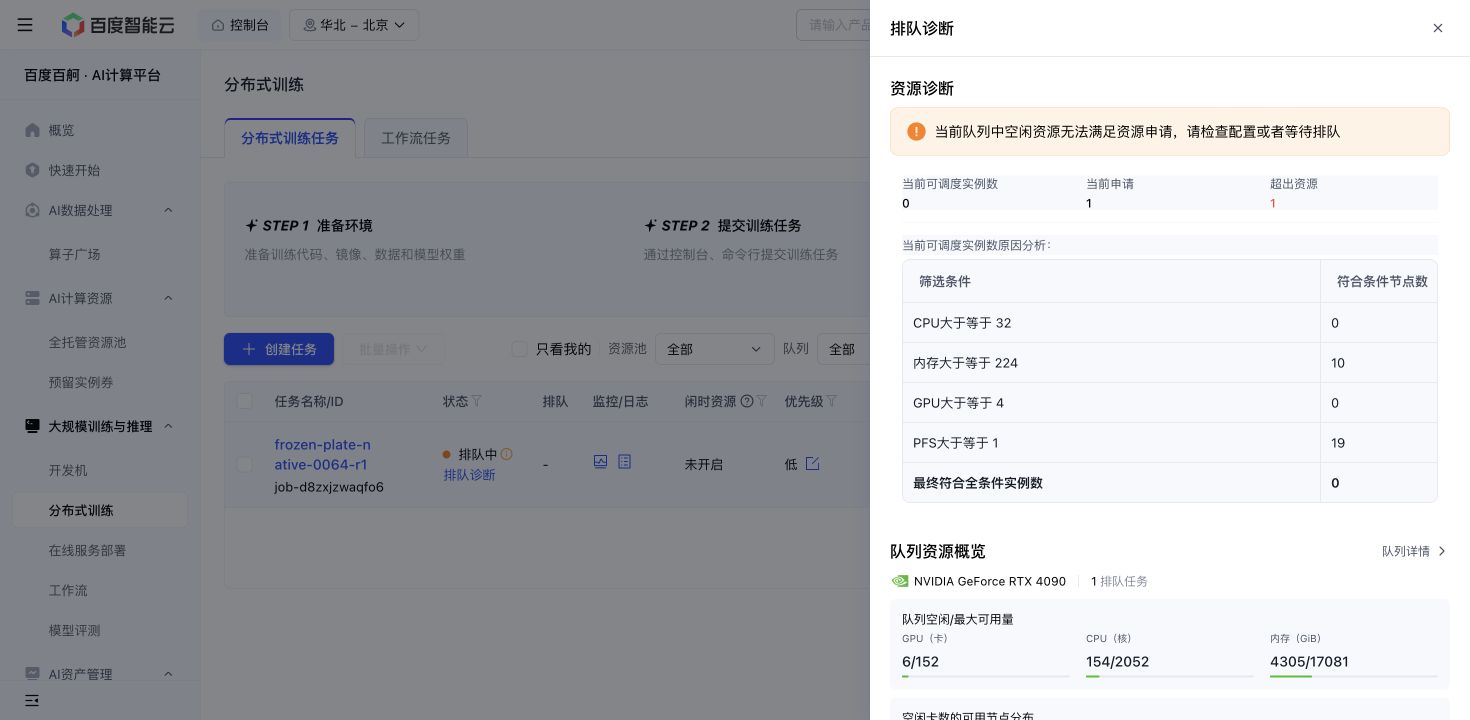 百度智能云
控制台
华北 – 北京
请输入产品
百度百舸 · AI计算平台
概览
快速开始
AI数据处理
算子广场
AI计算资源
全托管资源池
预留实例券
大规模训练与推理
开发机
分布式训练
在线服务部署
工作流
模型评测
AI资产管理
分布式训练
分布式训练任务
工作流任务
STEP 1 准备环境
准备训练代码、镜像、数据和模型权重
STEP 2 提交训练任务
通过控制台、命令行提交训练任务
创建任务
批量操作
只看我的
资源池
全部
队列
全部
任务名称/ID
状态
排队
监控/日志
闲时资源
优先级
frozen-plate-n
ative-0064-r1
job-d8zxjzwaqfo6
排队中
排队诊断
-
未开启
低
排队诊断
资源诊断
当前队列中空闲资源无法满足资源申请，请检查配置或者等待排队
当前可调度实例数
0
当前申请
1
超出资源
1
当前可调度实例数原因分析:
筛选条件 符合条件节点数
CPU大于等于 32 0
内存大于等于 224 10
GPU大于等于 4 0
PFS大于等于 1 19
最终符合全条件实例数 0
队列资源概览
队列详情
NVIDIA GeForce RTX 4090
1 排队任务
队列空闲/最大可用量
GPU（卡）
6/152
CPU（核）
154/2052
内存（GiB）
4305/17081
空闲卡数的可用节点分布